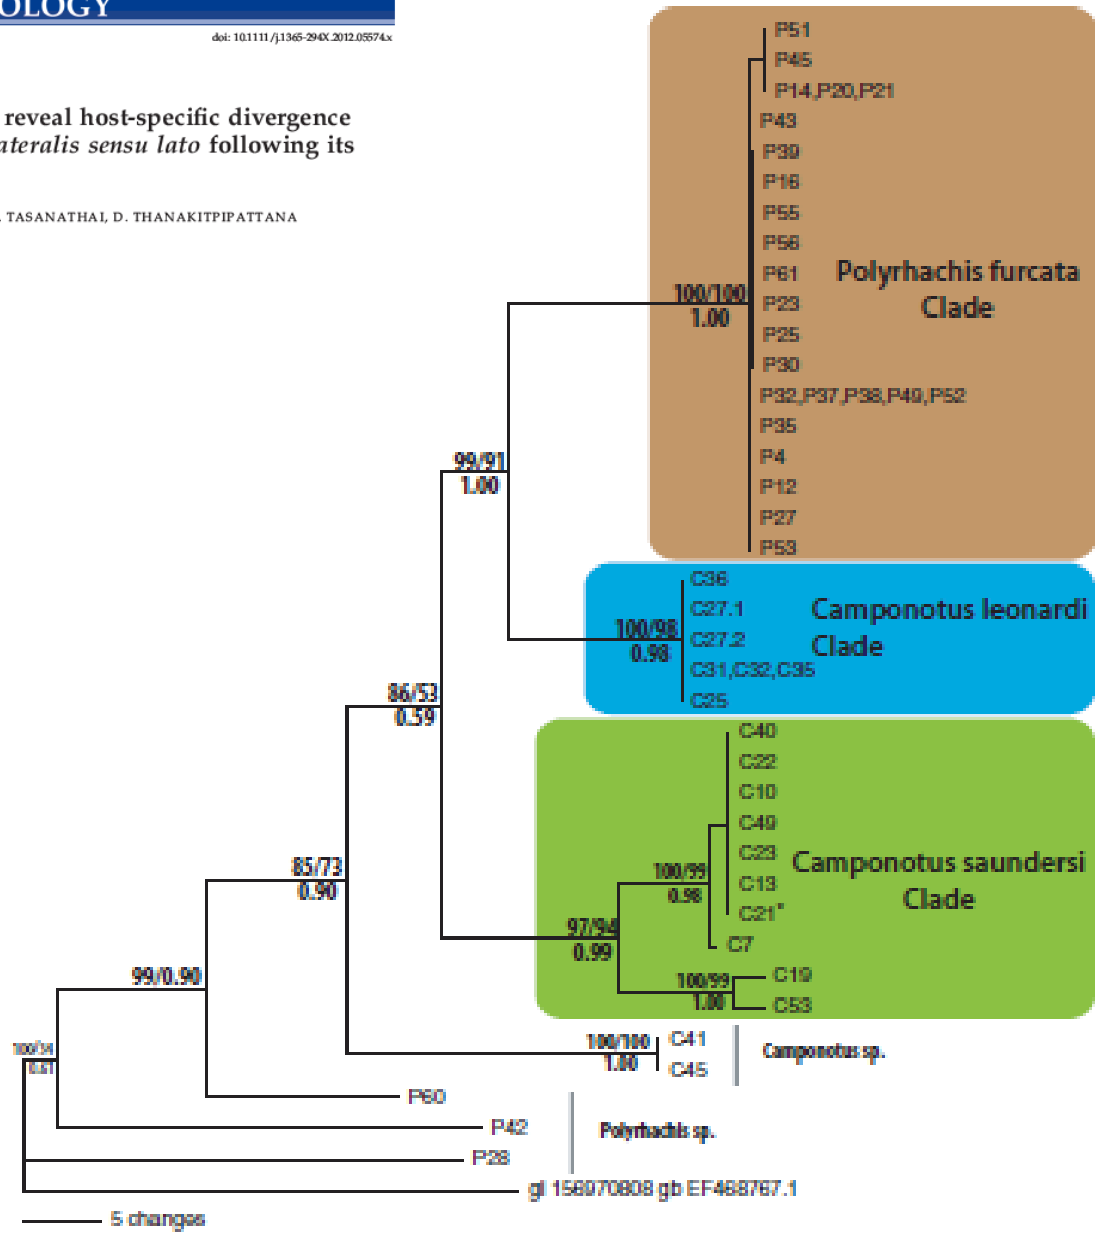 OLOGY
doi: 10.1111/j.1365-294X.2012.05574.x
reveal host-specific divergence
ateralis sensu lato following its
. TASANATHAI, D. THANAKITPIPATTANA
P51
P45
P14,P20,P21
P43
P39
P16
P55
P56
P61
P23
P25
P30
P32,P37,P38,P49,P52
P35
P4
P12
P27
P53
Polyrhachis furcata
Clade
100/100
1.00
99/91
1.00
C36
C27.1
C27.2
C31,C32,C35
C25
Camponotus leonardi
Clade
100/98
0.98
86/53
0.59
C40
C22
C10
C49
C23
C13
C21*
C7
C19
C53
Camponotus saundersi
Clade
100/99
0.98
97/94
0.99
100/99
1.00
85/73
0.90
C41
C45
Camponotus sp.
100/100
1.00
99/0.90
P60
P42
P28
Polyrhachis sp.
gi 156970808 gb EF468767.1
5 changes